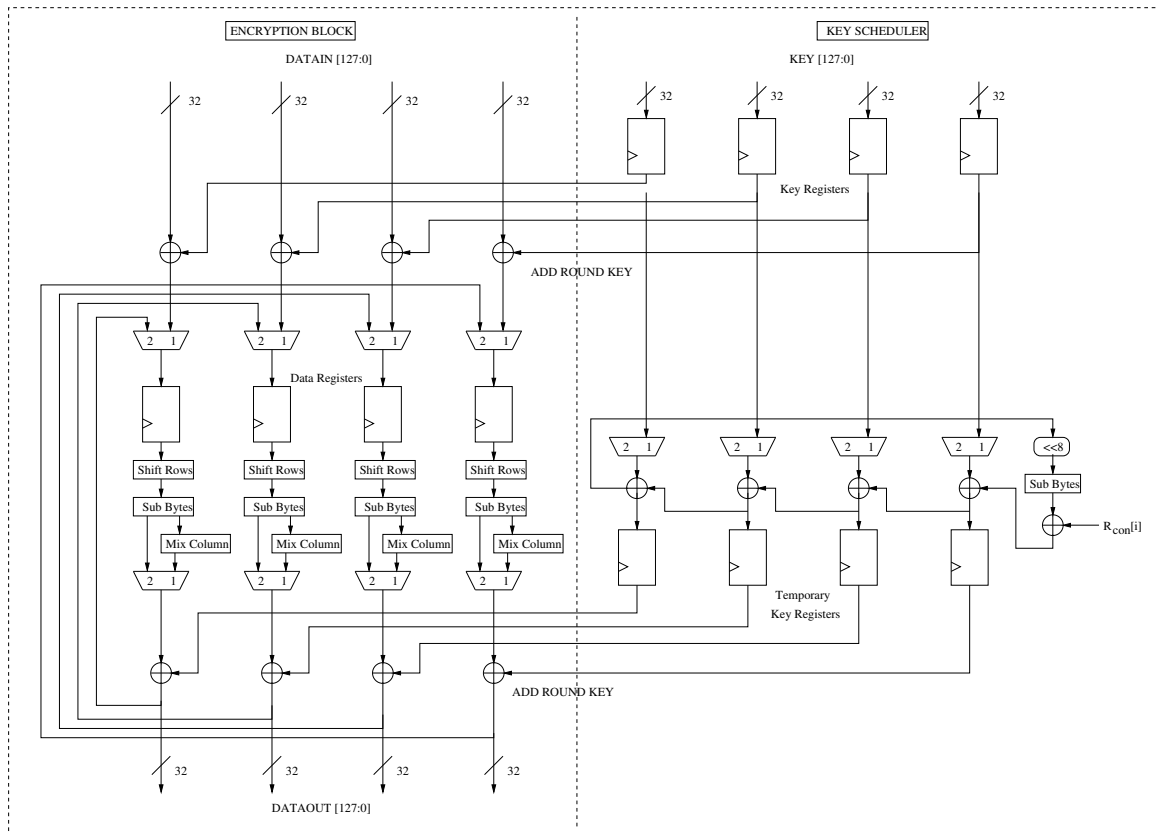 ENCRYPTION BLOCK
KEY SCHEDULER
DATAIN [127:0]
KEY [127:0]
32
32
32
32
32
32
32
32
Key Registers
ADD ROUND KEY
2 1
2 1
2 1
2 1
Data Registers
2 1
2 1
2 1
2 1
<<8
Shift Rows
Shift Rows
Shift Rows
Shift Rows
Sub Bytes
Sub Bytes
Sub Bytes
Sub Bytes
Sub Bytes
Rcon[i]
Mix Column
Mix Column
Mix Column
Mix Column
2 1
2 1
2 1
2 1
Temporary
Key Registers
ADD ROUND KEY
32
32
32
32
DATAOUT [127:0]